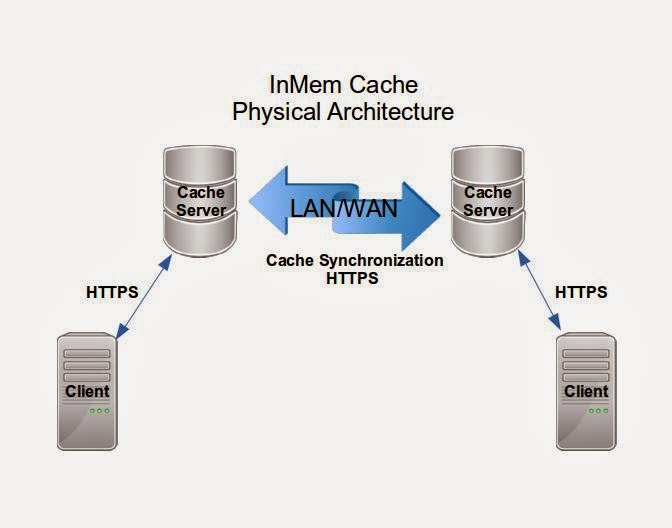 InMem Cache
Physical Architecture
Cache
Server
LAN/WAN
Cache
Server
Cache Synchronization
HTTPS
HTTPS
HTTPS
Client
Client